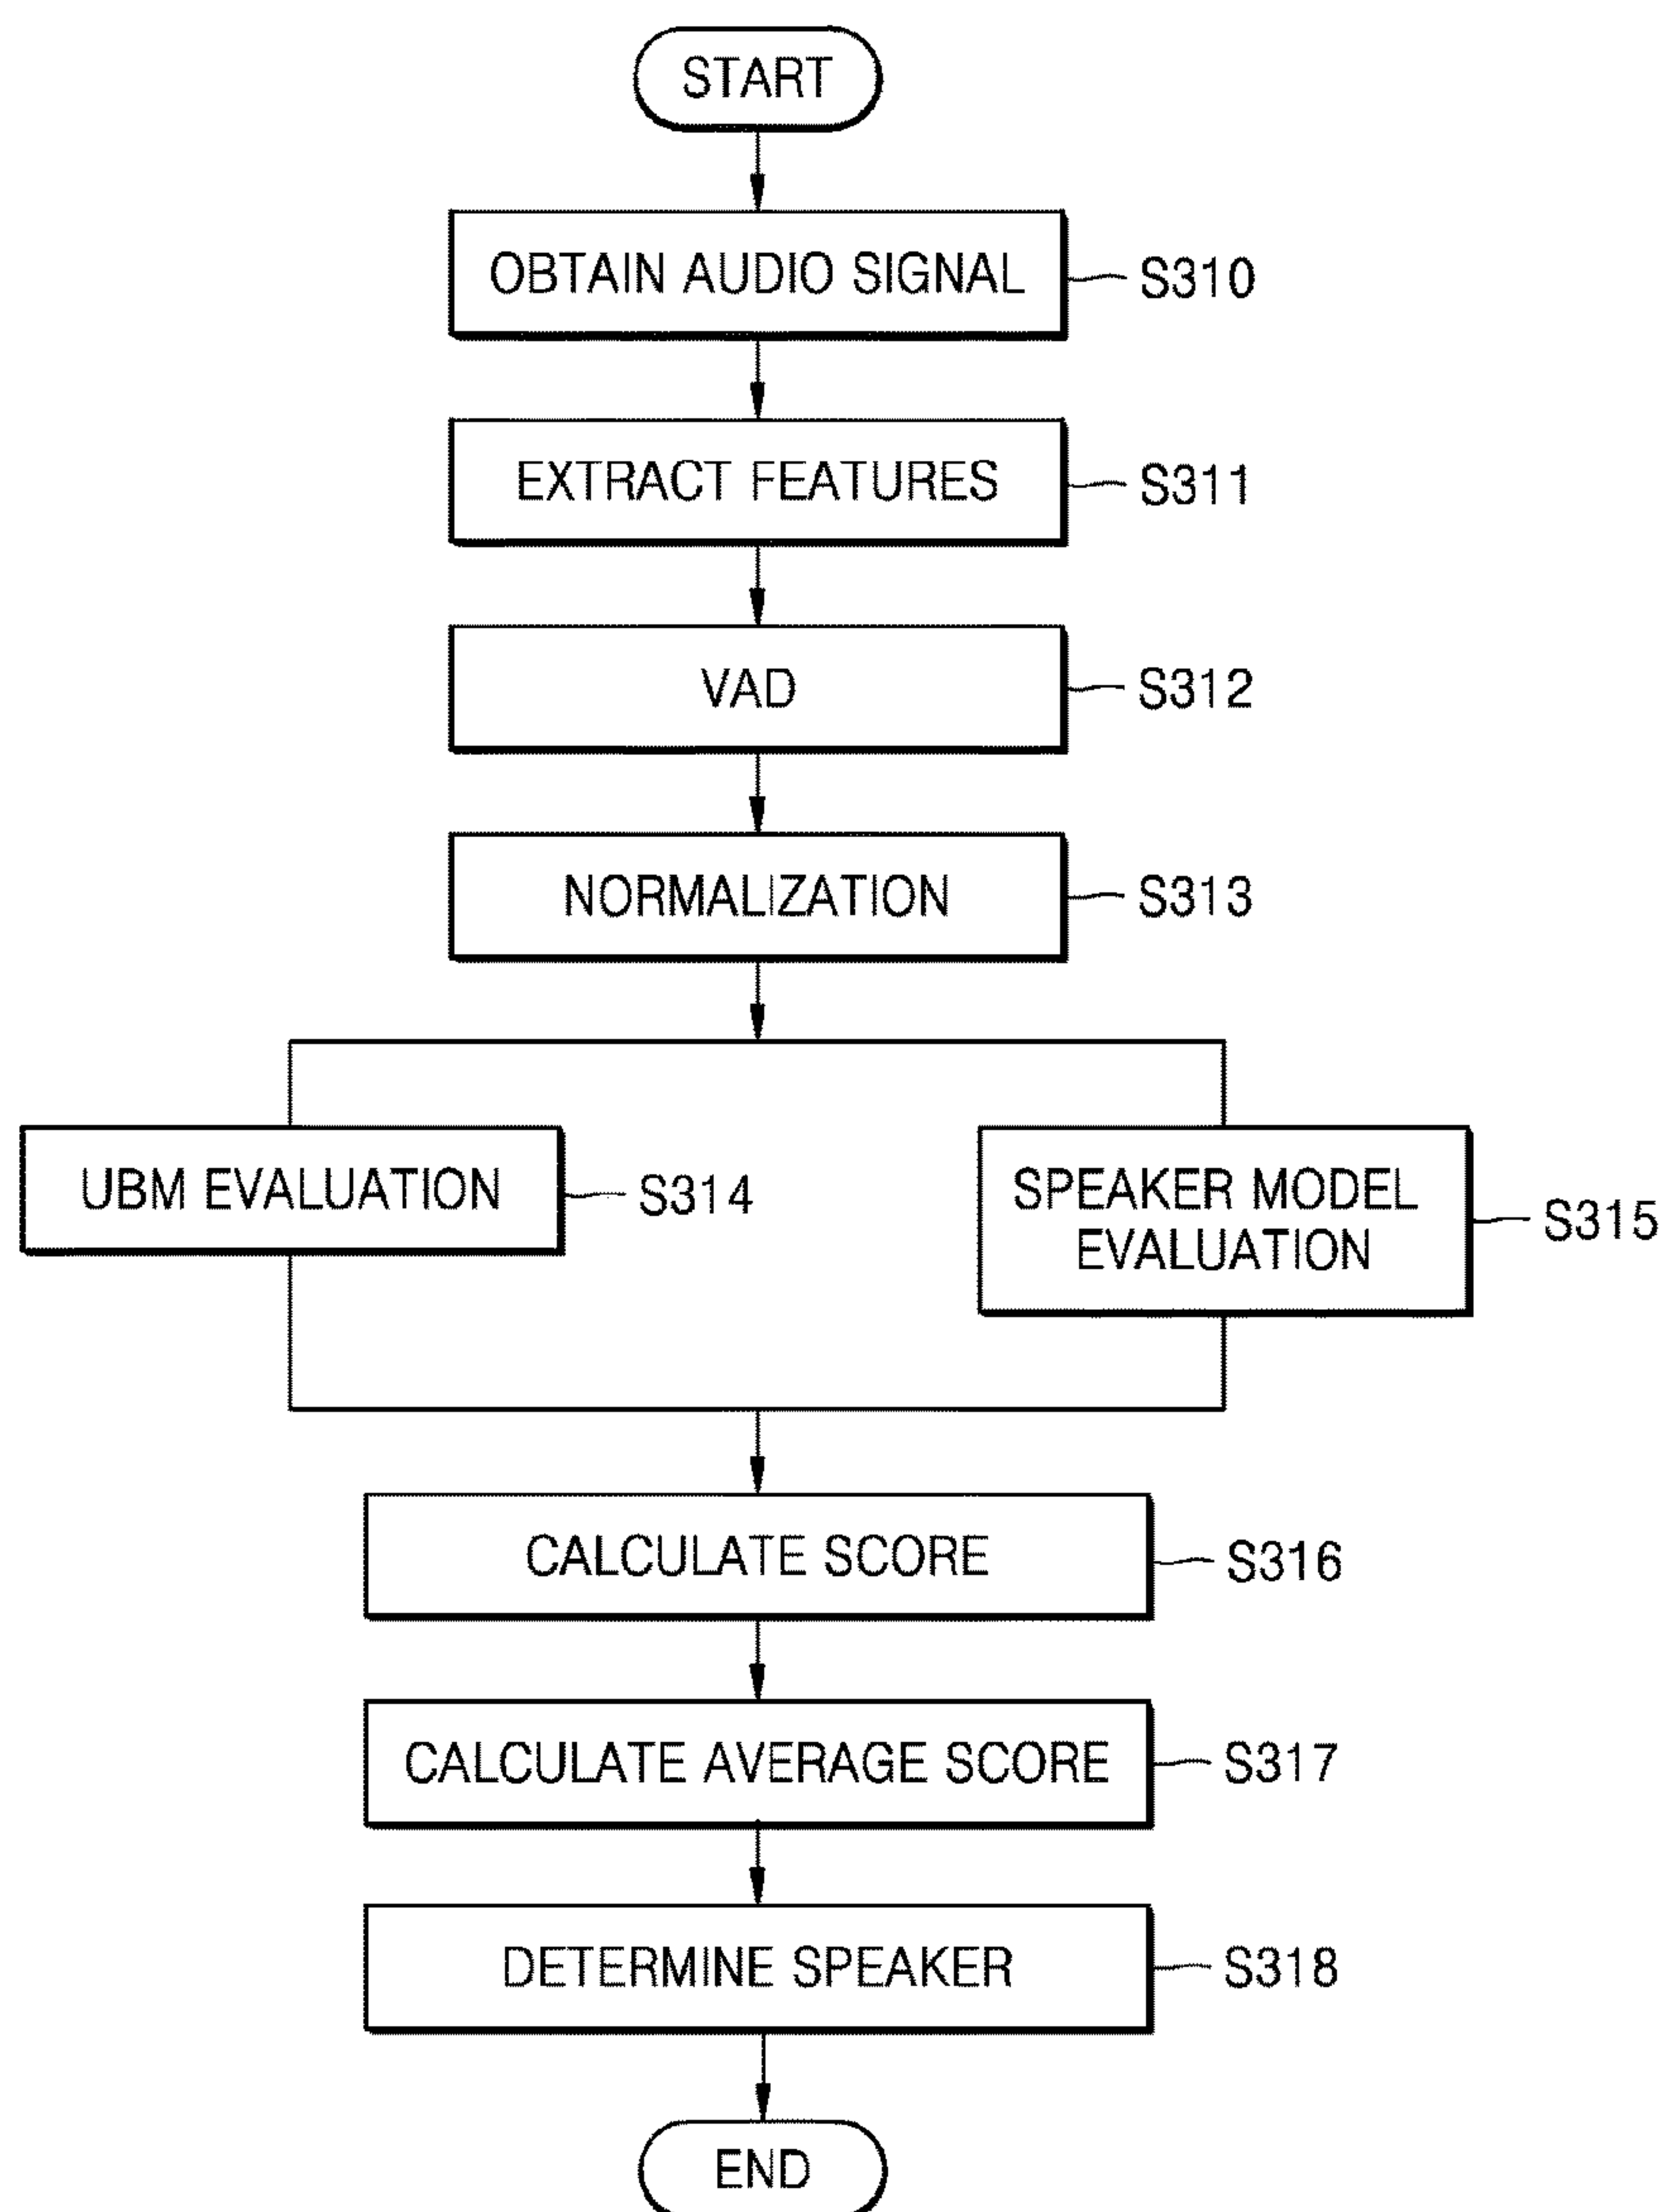 START
OBTAIN AUDIO SIGNAL
S310
EXTRACT FEATURES
S311
VAD
S312
NORMALIZATION
S313
UBM EVALUATION
S314
SPEAKER MODEL
EVALUATION
S315
CALCULATE SCORE
S316
CALCULATE AVERAGE SCORE
S317
DETERMINE SPEAKER
S318
END